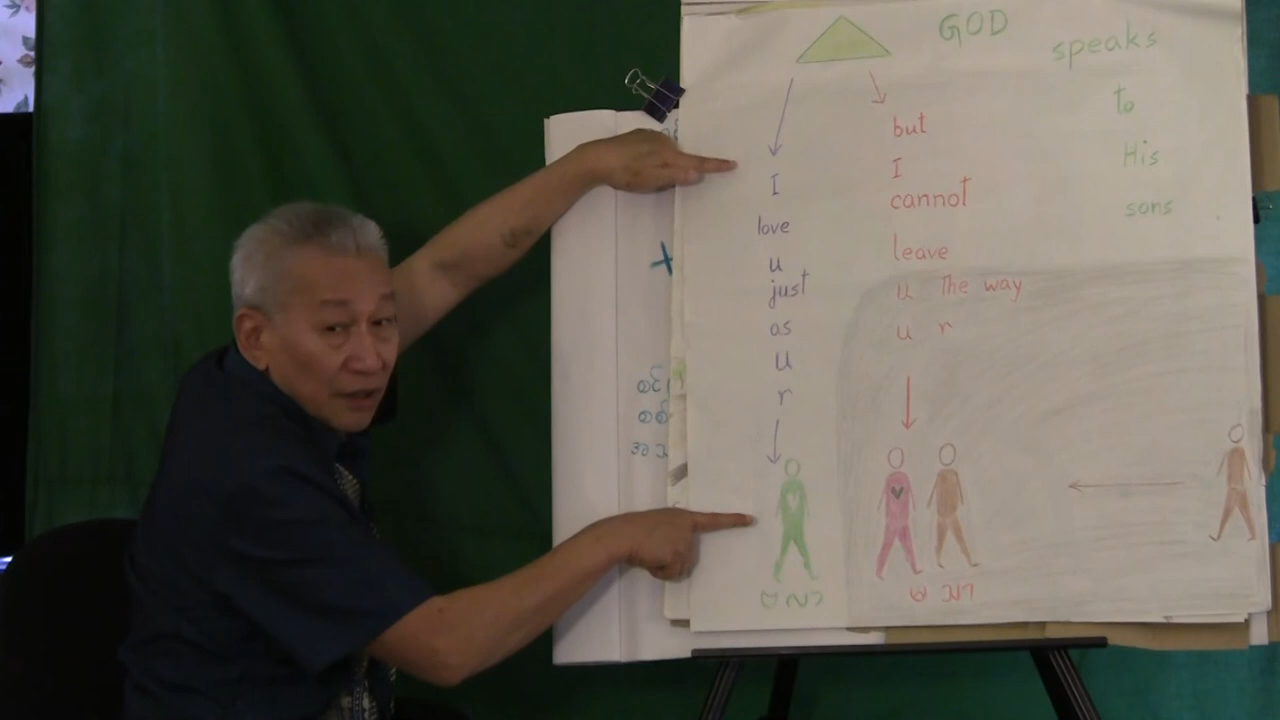 GOD
speaks
to
His
sons
I
love
u
just
as
u
r
but
I
cannot
leave
u The way
u r